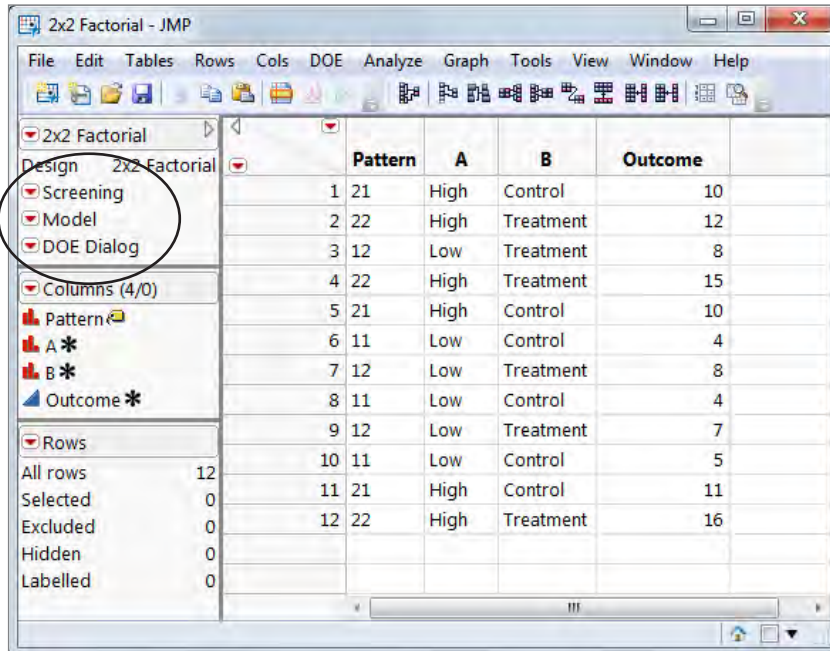 2x2 Factorial - JMP
File Edit Tables Rows Cols DOE Analyze Graph Tools View Window Help
2x2 Factorial
Design 2x2 Factorial
Screening
Model
DOE Dialog
Columns (4/0)
Pattern
A
B
Outcome
Rows
All rows 12
Selected 0
Excluded 0
Hidden 0
Labelled 0
Pattern A B Outcome
1 21 High Control 10
2 22 High Treatment 12
3 12 Low Treatment 8
4 22 High Treatment 15
5 21 High Control 10
6 11 Low Control 4
7 12 Low Treatment 8
8 11 Low Control 4
9 12 Low Treatment 7
10 11 Low Control 5
11 21 High Control 11
12 22 High Treatment 16